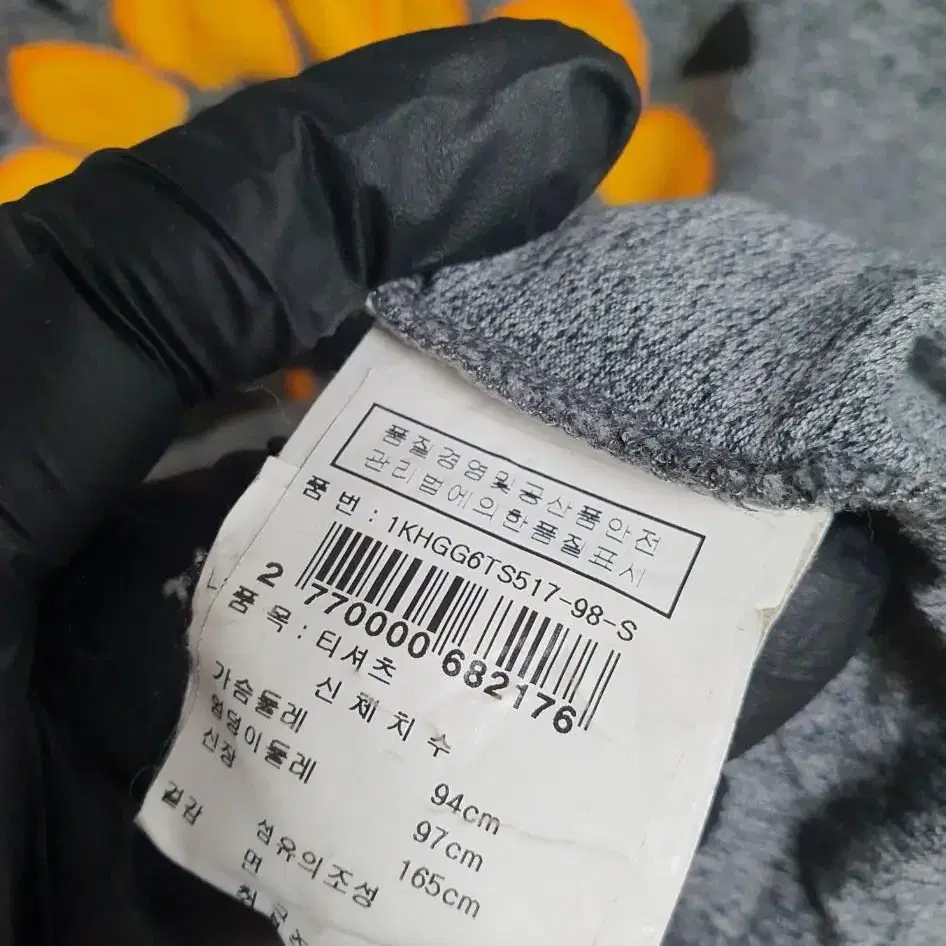 품질경영및공산품안전
관리법에의한품질표시
품 번 : 1KHGG6TS517-98-S
2 770000 682176
품 목 : 티셔츠
신 체 치 수
가슴둘레 94cm
엉덩이둘레 97cm
신장 165cm
겉감 섬유의조성
면